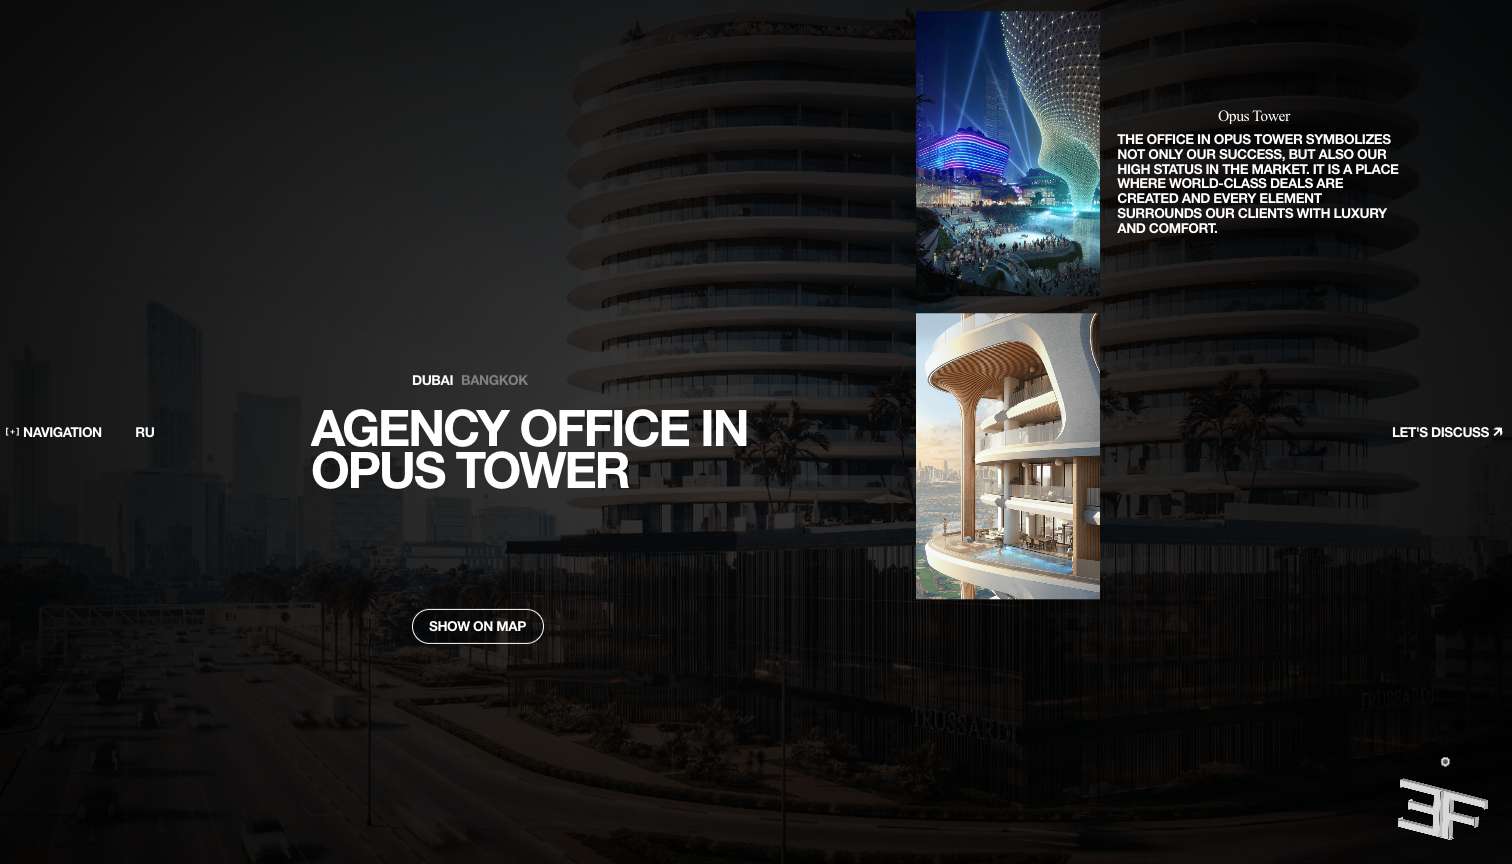 [+] NAVIGATION
RU
DUBAI BANGKOK
AGENCY OFFICE IN
OPUS TOWER
SHOW ON MAP
Opus Tower
THE OFFICE IN OPUS TOWER SYMBOLIZES
NOT ONLY OUR SUCCESS, BUT ALSO OUR
HIGH STATUS IN THE MARKET. IT IS A PLACE
WHERE WORLD-CLASS DEALS ARE
CREATED AND EVERY ELEMENT
SURROUNDS OUR CLIENTS WITH LUXURY
AND COMFORT.
LET'S DISCUSS ↗
TRUSSARDI
TRUSSARDI